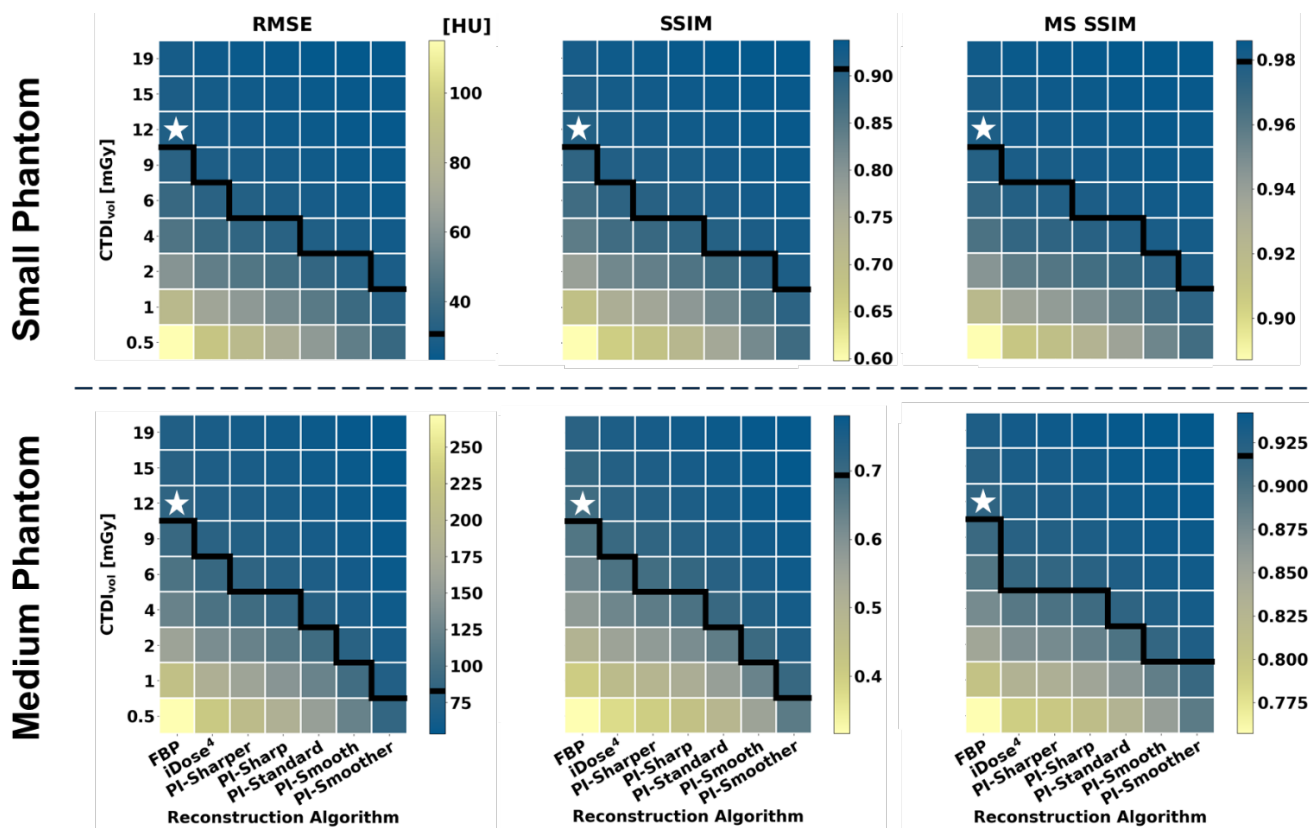 RMSE [HU] SSIM MS SSIM
Small Phantom
CTDIvol [mGy]
19
15
12
9
6
4
2
1
0.5
100
80
60
40
0.90
0.85
0.80
0.75
0.70
0.65
0.60
0.98
0.96
0.94
0.92
0.90
Medium Phantom
CTDIvol [mGy]
19
15
12
9
6
4
2
1
0.5
250
225
200
175
150
125
100
75
0.7
0.6
0.5
0.4
0.925
0.900
0.875
0.850
0.825
0.800
0.775
FBP
iDose⁴
PI-Sharper
PI-Sharp
PI-Standard
PI-Smooth
PI-Smoother
Reconstruction Algorithm
FBP
iDose⁴
PI-Sharper
PI-Sharp
PI-Standard
PI-Smooth
PI-Smoother
Reconstruction Algorithm
FBP
iDose⁴
PI-Sharper
PI-Sharp
PI-Standard
PI-Smooth
PI-Smoother
Reconstruction Algorithm